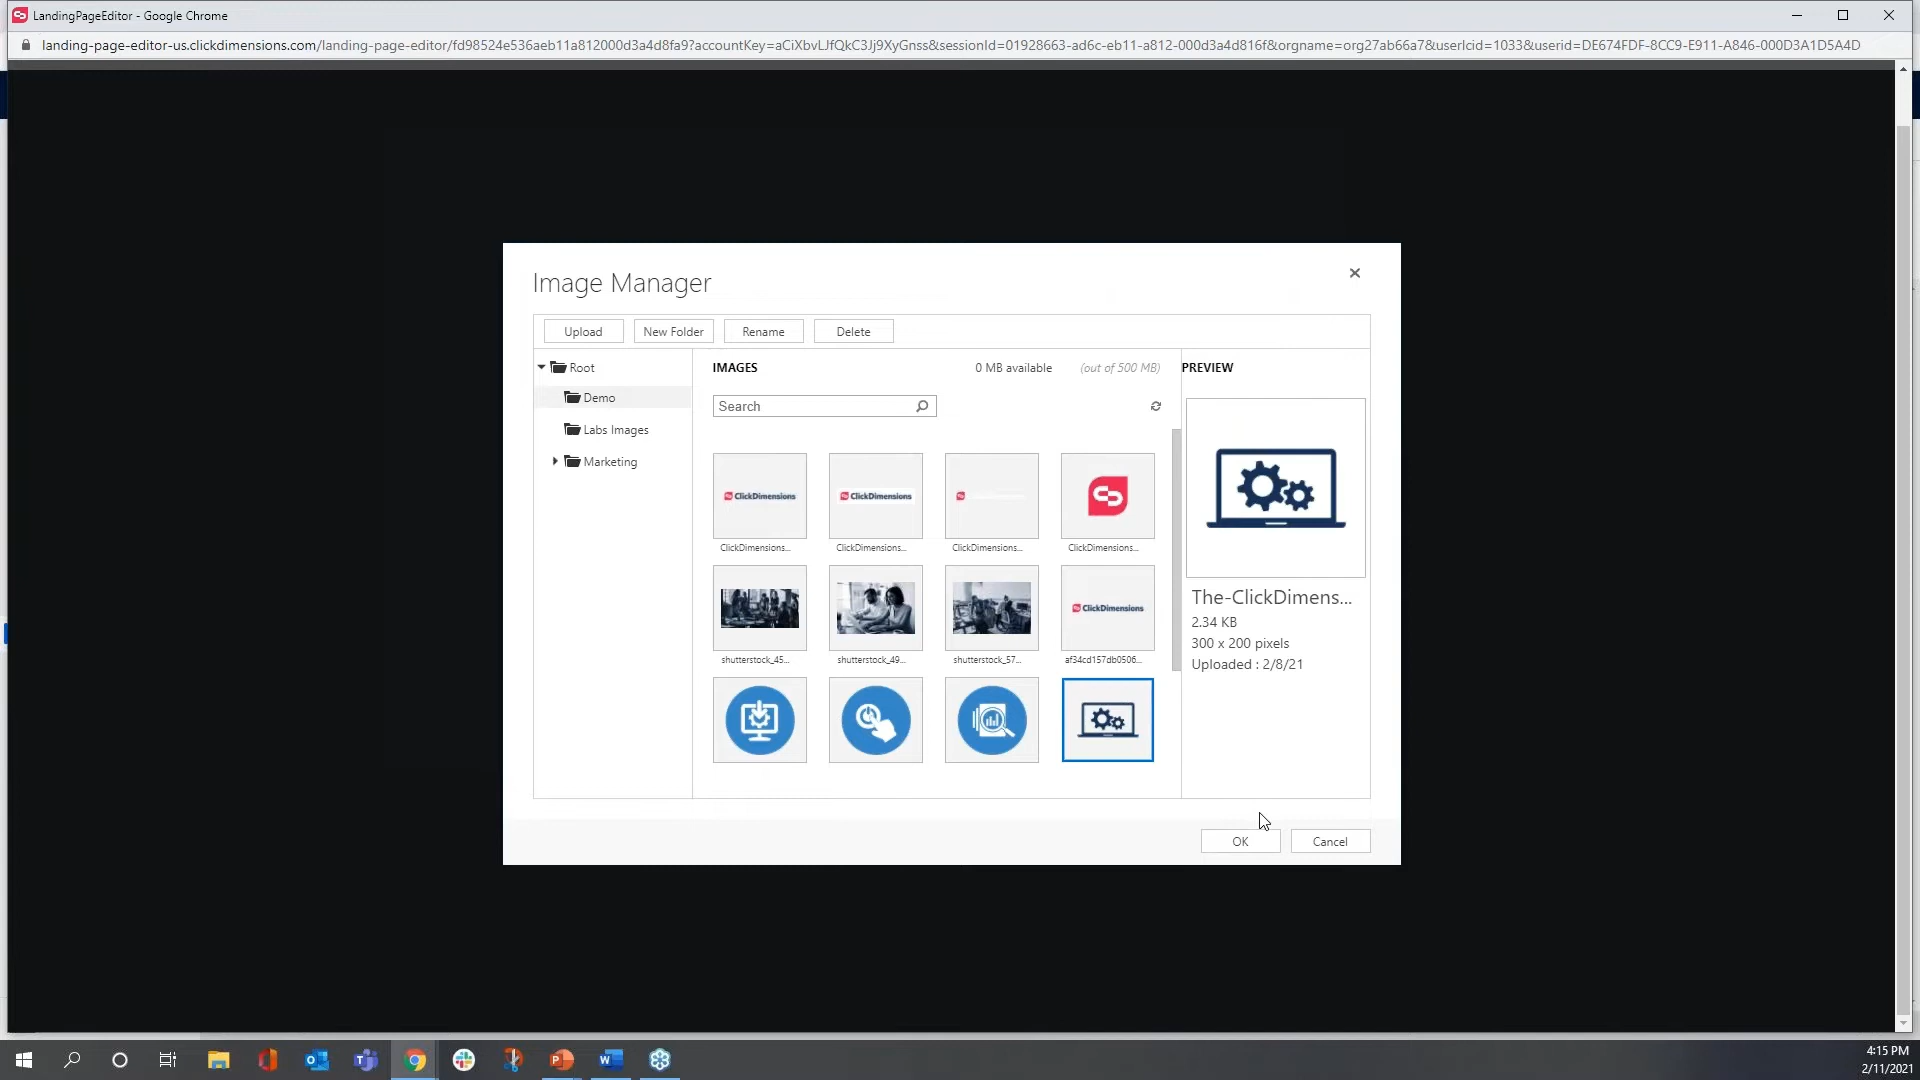 LandingPageEditor - Google Chrome
landing-page-editor-us.clickdimensions.com/landing-page-editor/fd98524e536aeb11a812000d3a4d8fa9?accountKey=aCiXbvLJfQkC3Jj9XyGnss&sessionId=01928663-ad6c-eb11-a812-000d3a4d816f&orgname=org27ab66a7&userlcid=1033&userid=DE674FDF-8CC9-E911-A846-000D3A1D5A4D
Image Manager
Upload New Folder Rename Delete
Root
Demo
Labs Images
Marketing
IMAGES 0 MB available (out of 500 MB)
Search
ClickDimensions ClickDimensions
ClickDimensions... ClickDimensions... ClickDimensions... ClickDimensions...
ClickDimensions
shutterstock_45... shutterstock_49... shutterstock_57... af34cd157db0506...
PREVIEW
The-ClickDimens...
2.34 KB
300 x 200 pixels
Uploaded : 2/8/21
OK Cancel
4:15 PM
2/11/2021